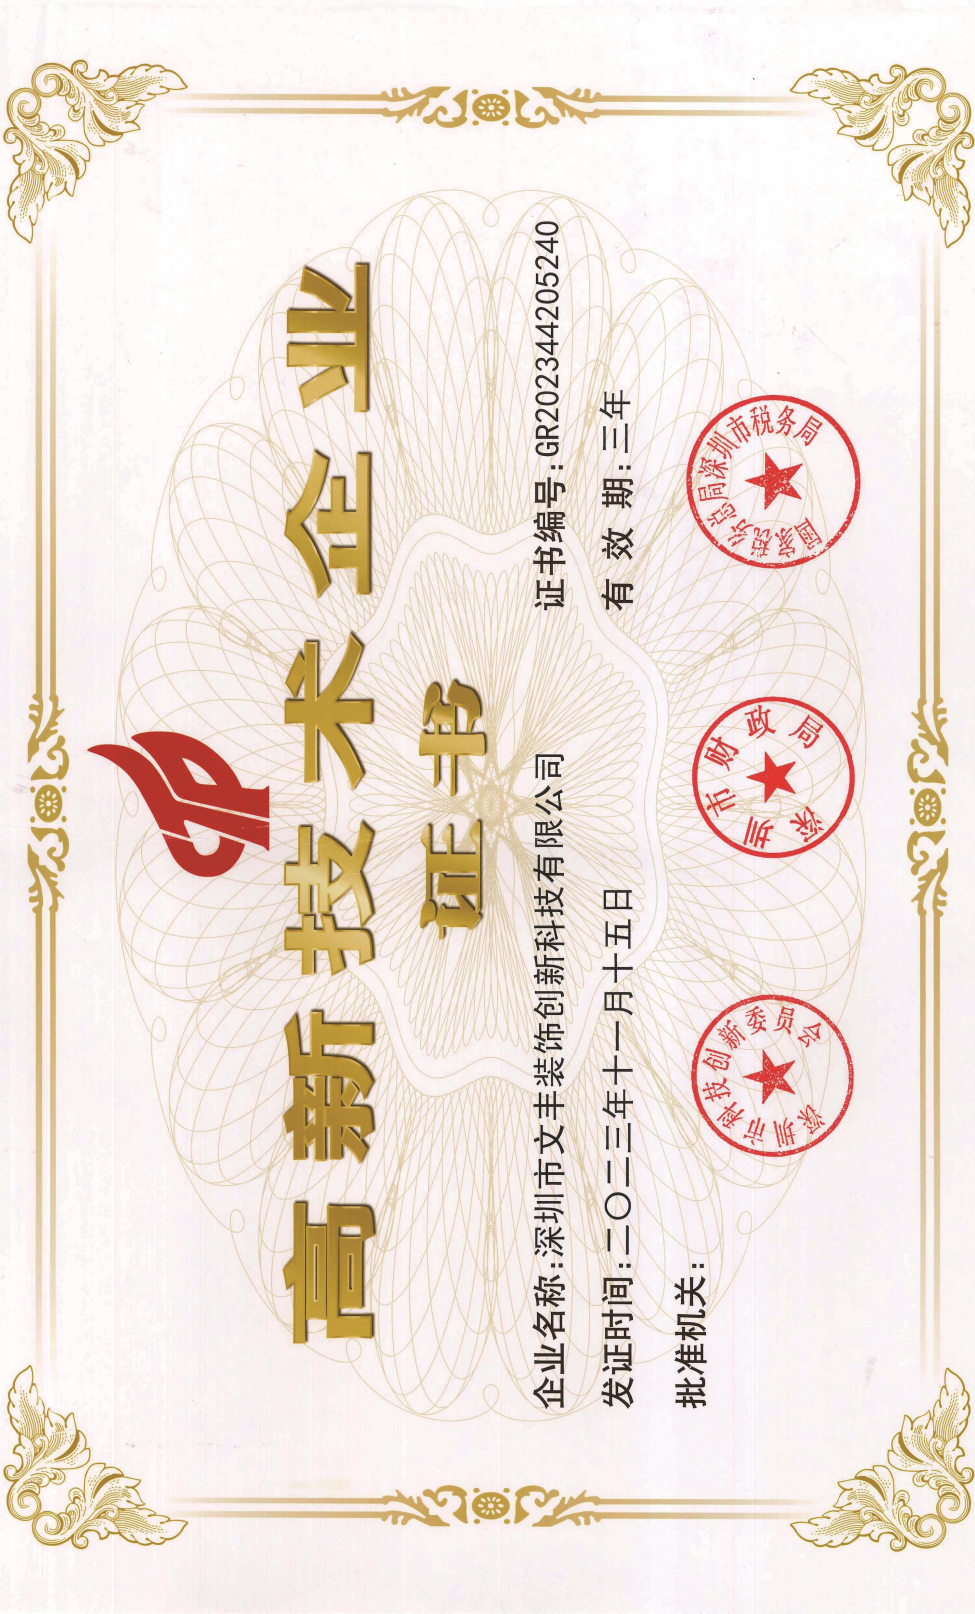 高新技术企业
证书
企业名称：深圳市文丰装饰创新科技有限公司
证书编号：GR202344205240
发证时间：二〇二三年十一月十五日
有效期：三年
批准机关：
深圳市科技创新委员会
深圳市财政局
国家税务总局深圳市税务局